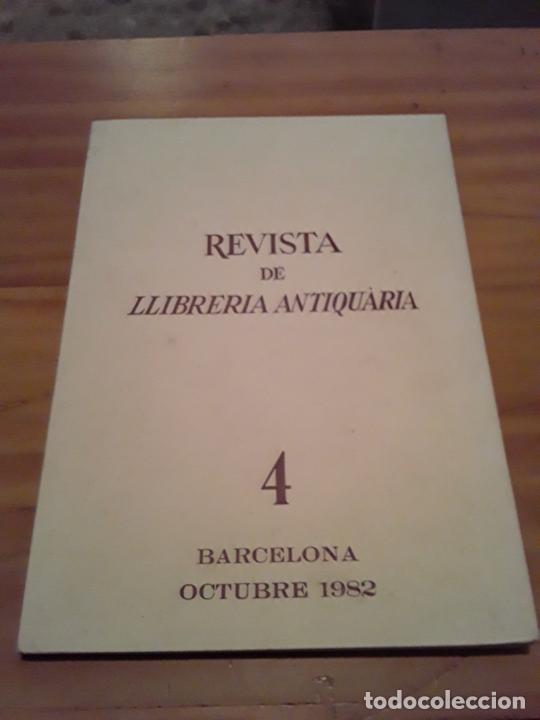 REVISTA
DE
LLIBRERIA ANTIQUÀRIA
4
BARCELONA
OCTUBRE 1982
todocoleccion